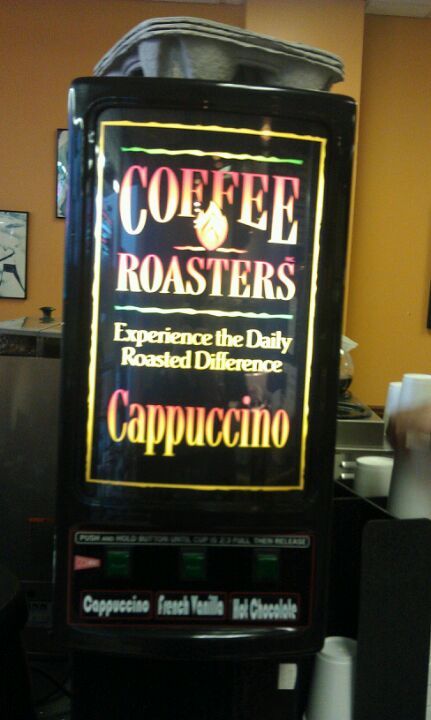 COFFEE
ROASTERS INC
Experience the Daily
Roasted Difference
Cappuccino
PUSH AND HOLD BUTTON UNTIL CUP IS 2/3 FULL THEN RELEASE
Cappuccino French Vanilla Hot Chocolate